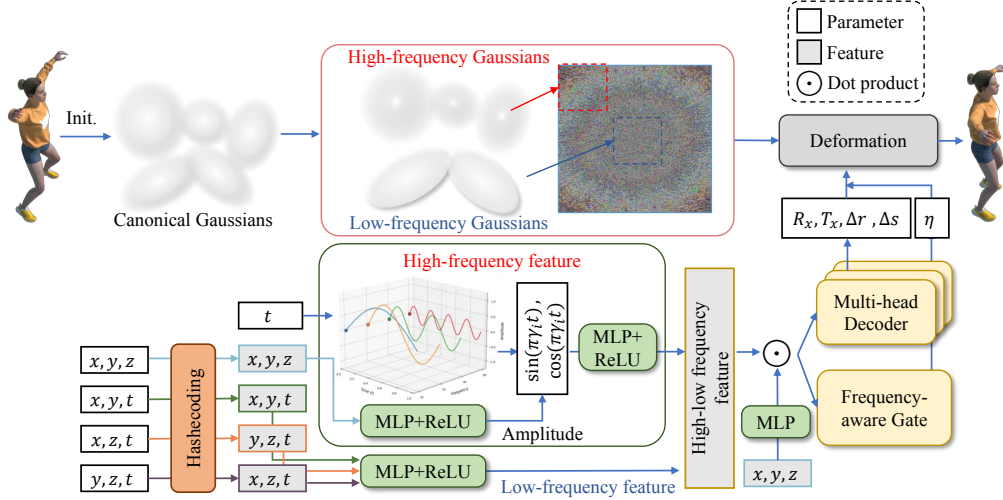 High-frequency Gaussians
Parameter
Feature
Dot product
Init.
Deformation
Canonical Gaussians
Low-frequency Gaussians
R_x, T_x, Δr , Δs
η
High-frequency feature
t
sin(πγ_i t),
cos(πγ_i t)
MLP+
ReLU
Multi-head
Decoder
x, y, z
x, y, z
x, y, t
x, y, t
x, z, t
y, z, t
y, z, t
x, z, t
Hashecoding
MLP+ReLU
Amplitude
MLP+ReLU
Low-frequency feature
High-low frequency
feature
MLP
x, y, z
Frequency-
aware Gate